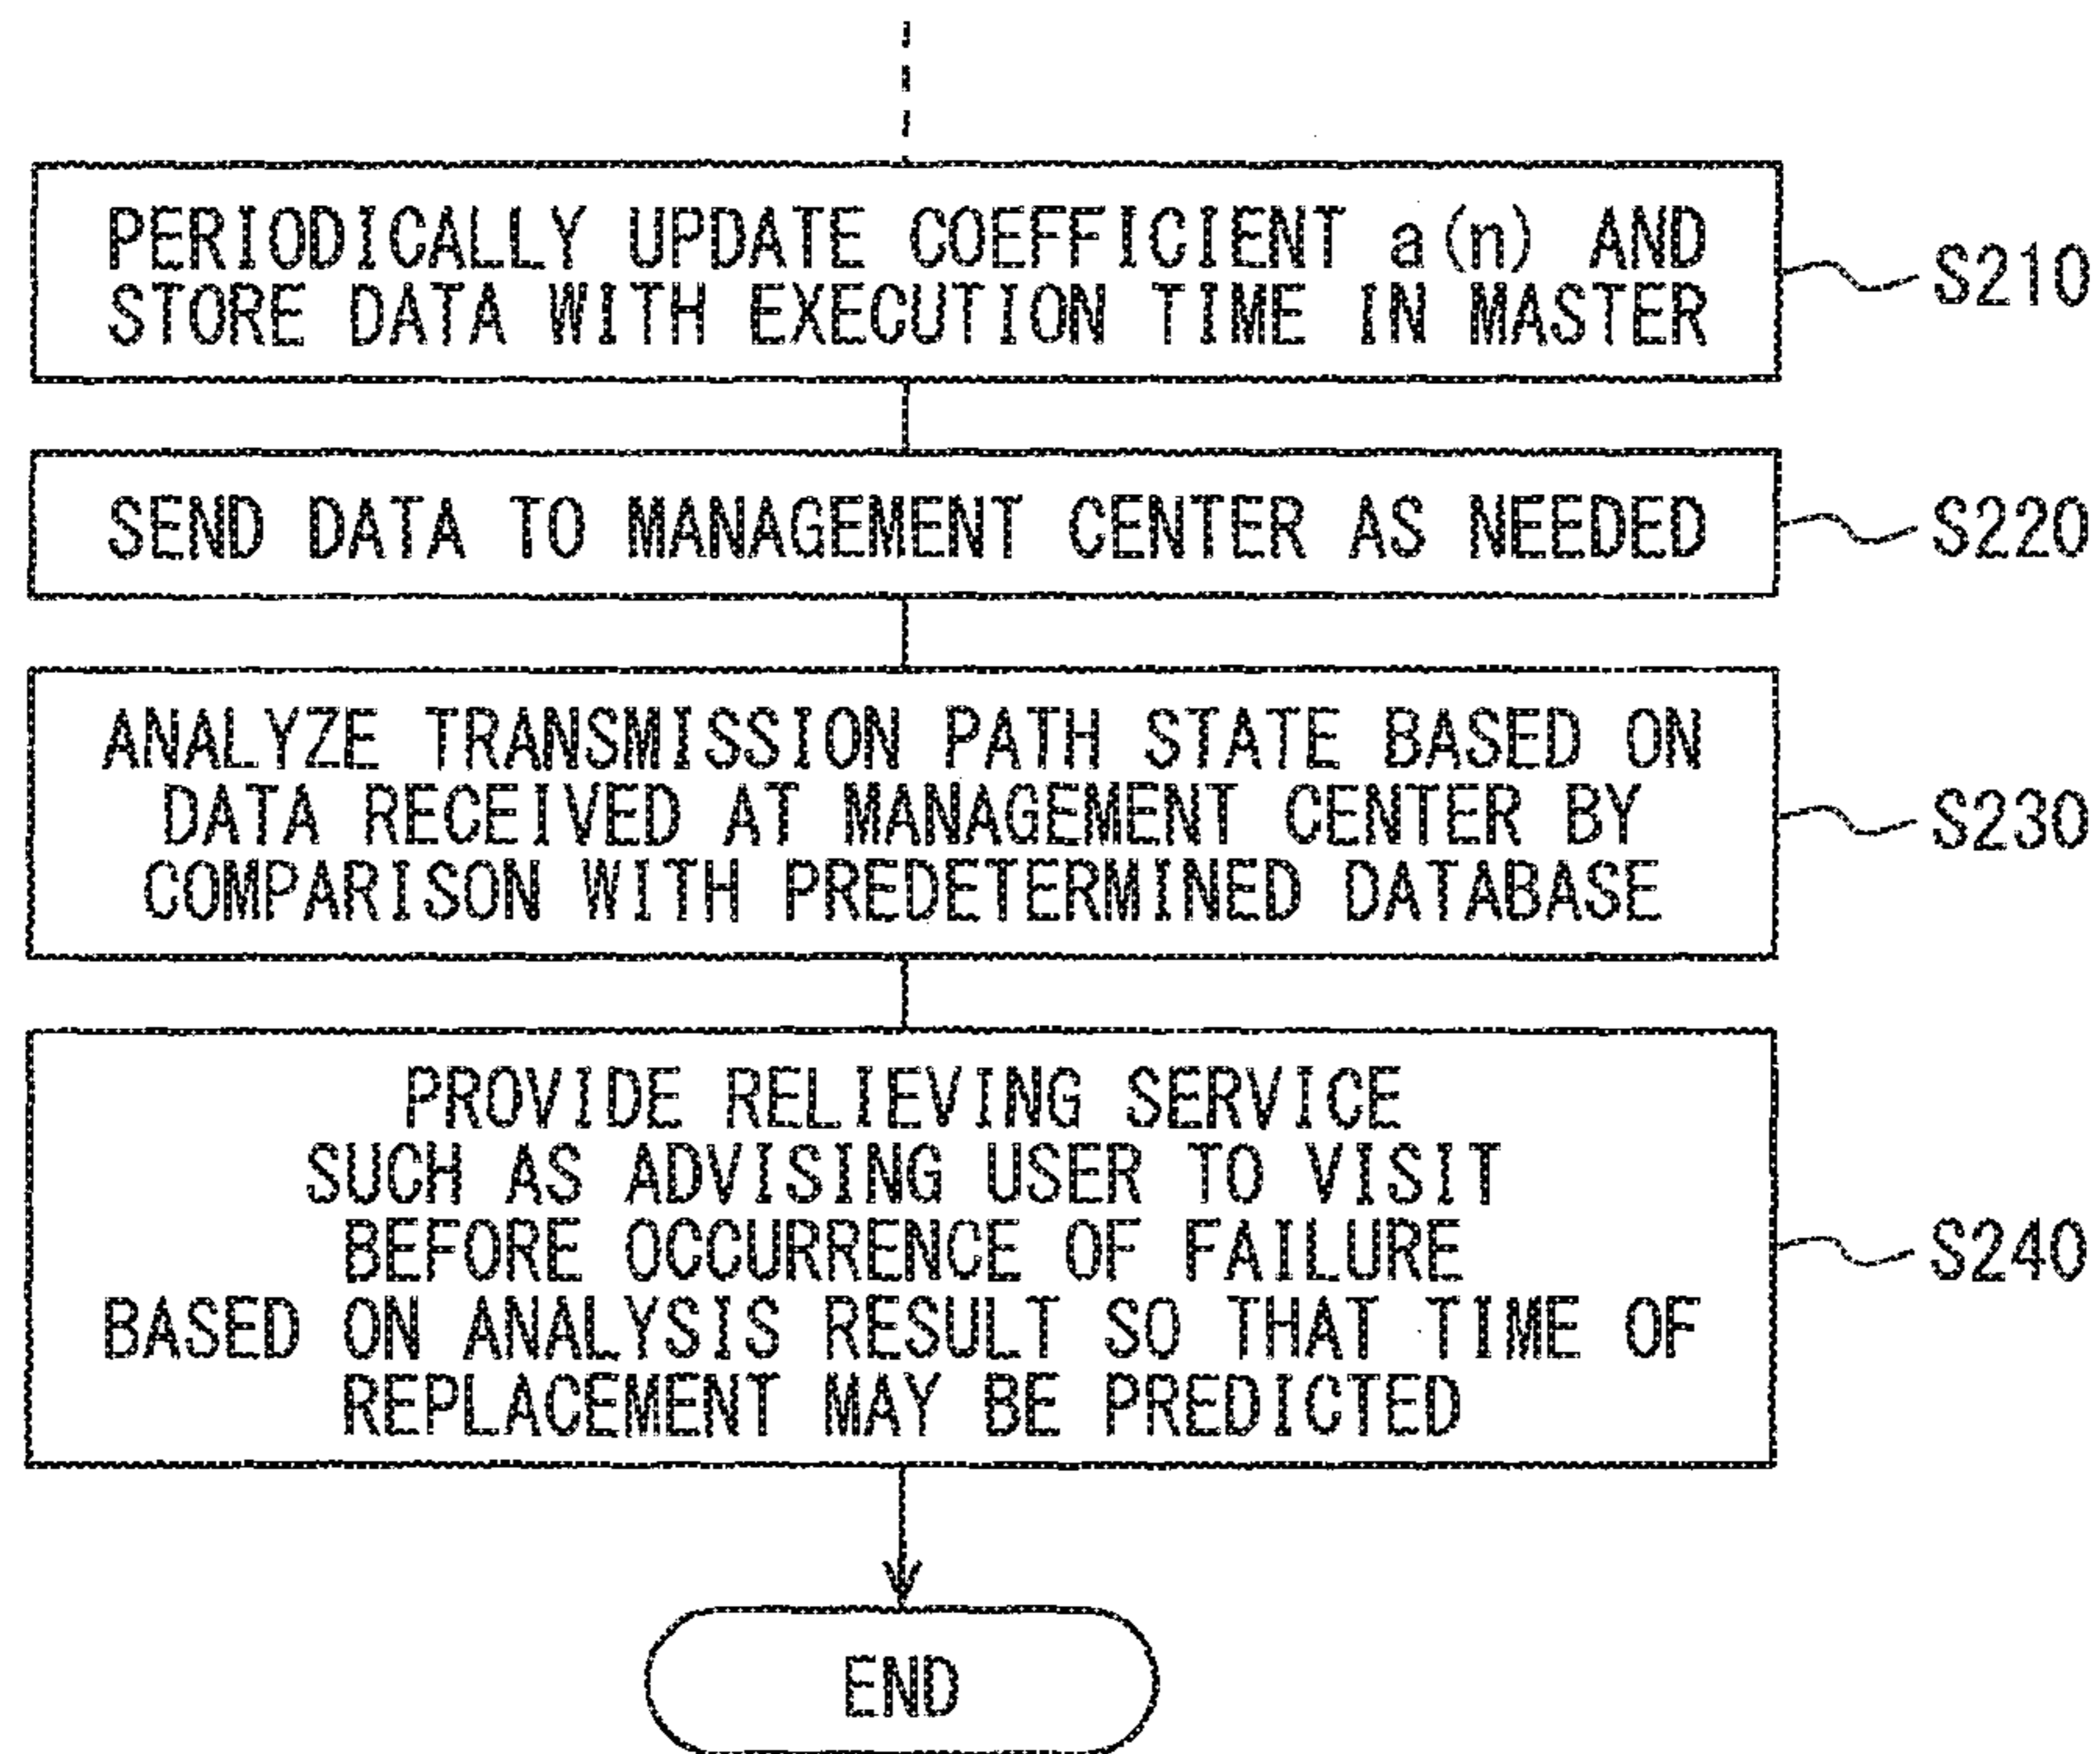 PERIODICALLY UPDATE COEFFICIENT a(n) AND
STORE DATA WITH EXECUTION TIME IN MASTER
S210
SEND DATA TO MANAGEMENT CENTER AS NEEDED
S220
ANALYZE TRANSMISSION PATH STATE BASED ON
DATA RECEIVED AT MANAGEMENT CENTER BY
COMPARISON WITH PREDETERMINED DATABASE
S230
PROVIDE RELIEVING SERVICE
SUCH AS ADVISING USER TO VISIT
BEFORE OCCURRENCE OF FAILURE
BASED ON ANALYSIS RESULT SO THAT TIME OF
REPLACEMENT MAY BE PREDICTED
S240
END